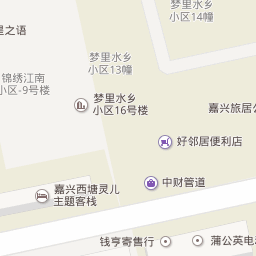 里之语
梦里水乡
小区14幢
梦里水乡
小区13幢
锦绣江南
小区-9号楼
梦里水乡
小区16号楼
嘉兴旅居公
好邻居便利店
中财管道
嘉兴西塘灵儿
主题客栈
钱亨寄售行
蒲公英电